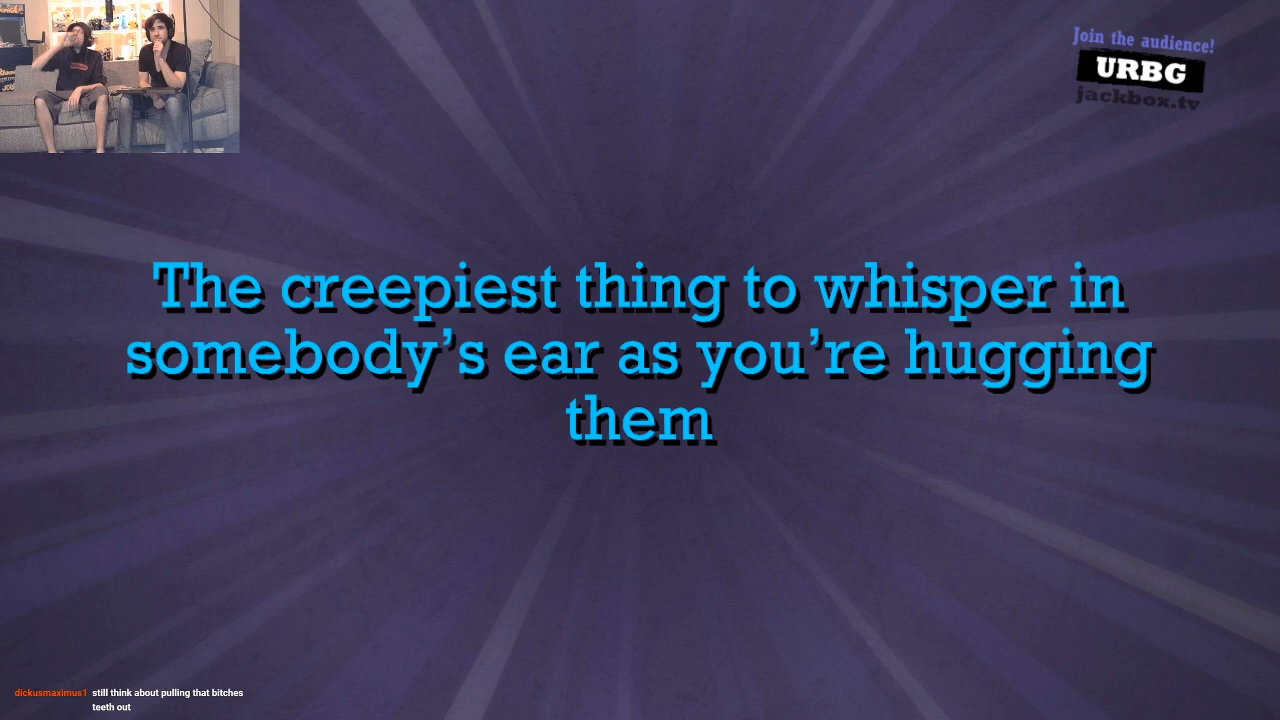 Join the audience!
URBG
jackbox.tv
The creepiest thing to whisper in
somebody's ear as you're hugging
them
dickusmaximus1 still think about pulling that bitches
teeth out